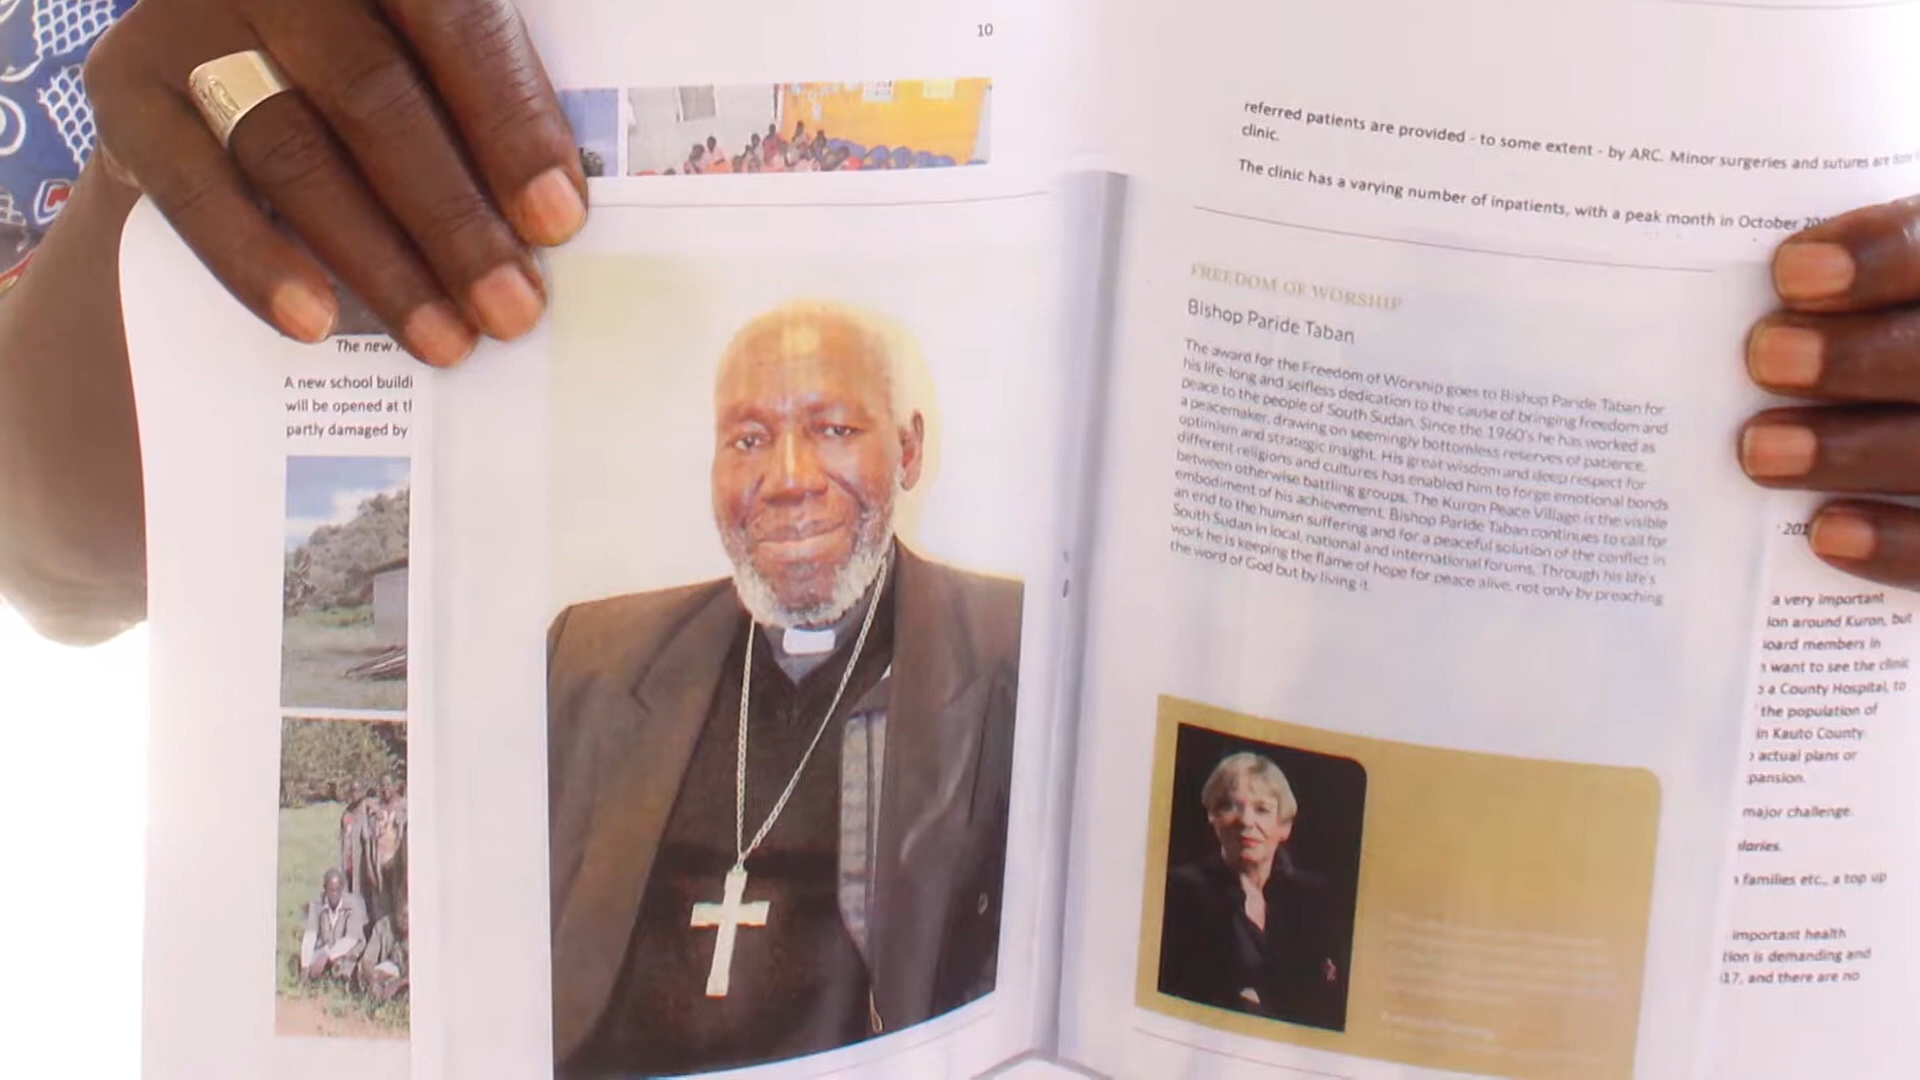 10
The new
A new school buildi
will be opened at th
partly damaged by
referred patients are provided - to some extent - by ARC. Minor surgeries and sutures are
clinic.
The clinic has a varying number of inpatients, with a peak month in October 201
FREEDOM OF WORSHIP
Bishop Paride Taban
The award for the Freedom of Worship goes to Bishop Paride Taban for
his life-long and selfless dedication to the cause of bringing freedom and
peace to the people of South Sudan. Since the 1960's he has worked as
a peacemaker, drawing on seemingly bottomless reserves of patience,
optimism and strategic insight. His great wisdom and deep respect for
different religions and cultures has enabled him to forge emotional bonds
between otherwise battling groups. The Kuron Peace Village is the visible
embodiment of his achievement. Bishop Paride Taban continues to call for
an end to the human suffering and for a peaceful solution of the conflict in
South Sudan in local, national and international forums. Through his life's
work he is keeping the flame of hope for peace alive, not only by preaching
the word of God but by living it.
201
a very important
ion around Kuron, but
oard members in
want to see the clinic
a County Hospital, to
the population of
in Kauto County
actual plans or
pansion.
major challenge.
laries.
families etc., a top up
important health
tion is demanding and
17, and there are no